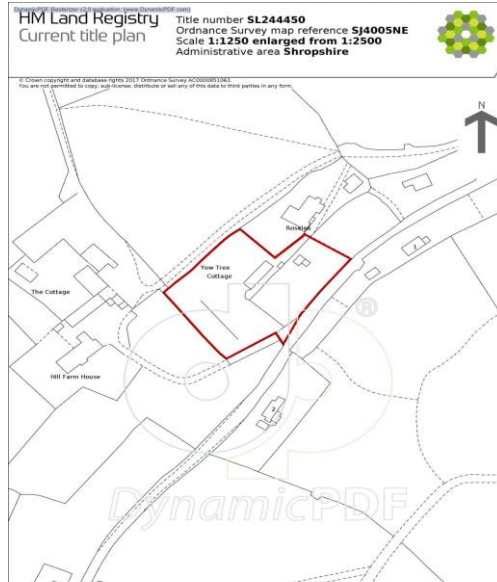 DynamicPDF Rasterizer v2.0 evaluation (www.DynamicPDF.com)
HM Land Registry
Current title plan
Title number SL244450
Ordnance Survey map reference SJ4005NE
Scale 1:1250 enlarged from 1:2500
Administrative area Shropshire
© Crown copyright and database rights 2017 Ordnance Survey AC0000851063.
You are not permitted to copy, sub-license, distribute or sell any of this data to third parties in any form.
N
Yew Tree
Cottage
2
The Cottage
Hill Farm House
2
DynamicPDF